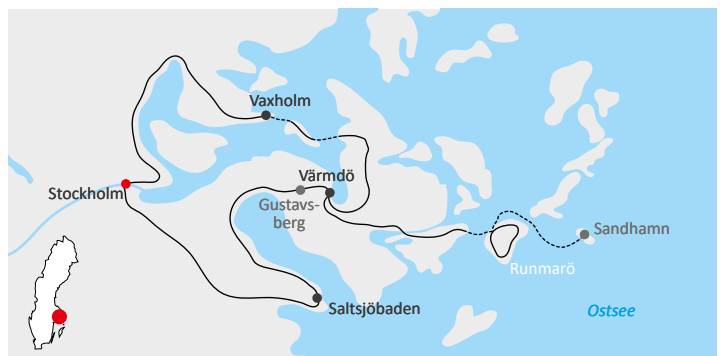 Vaxholm
Värmdö
Stockholm
Gustavs-
berg
Sandhamn
Runmarö
Saltsjöbaden
Ostsee